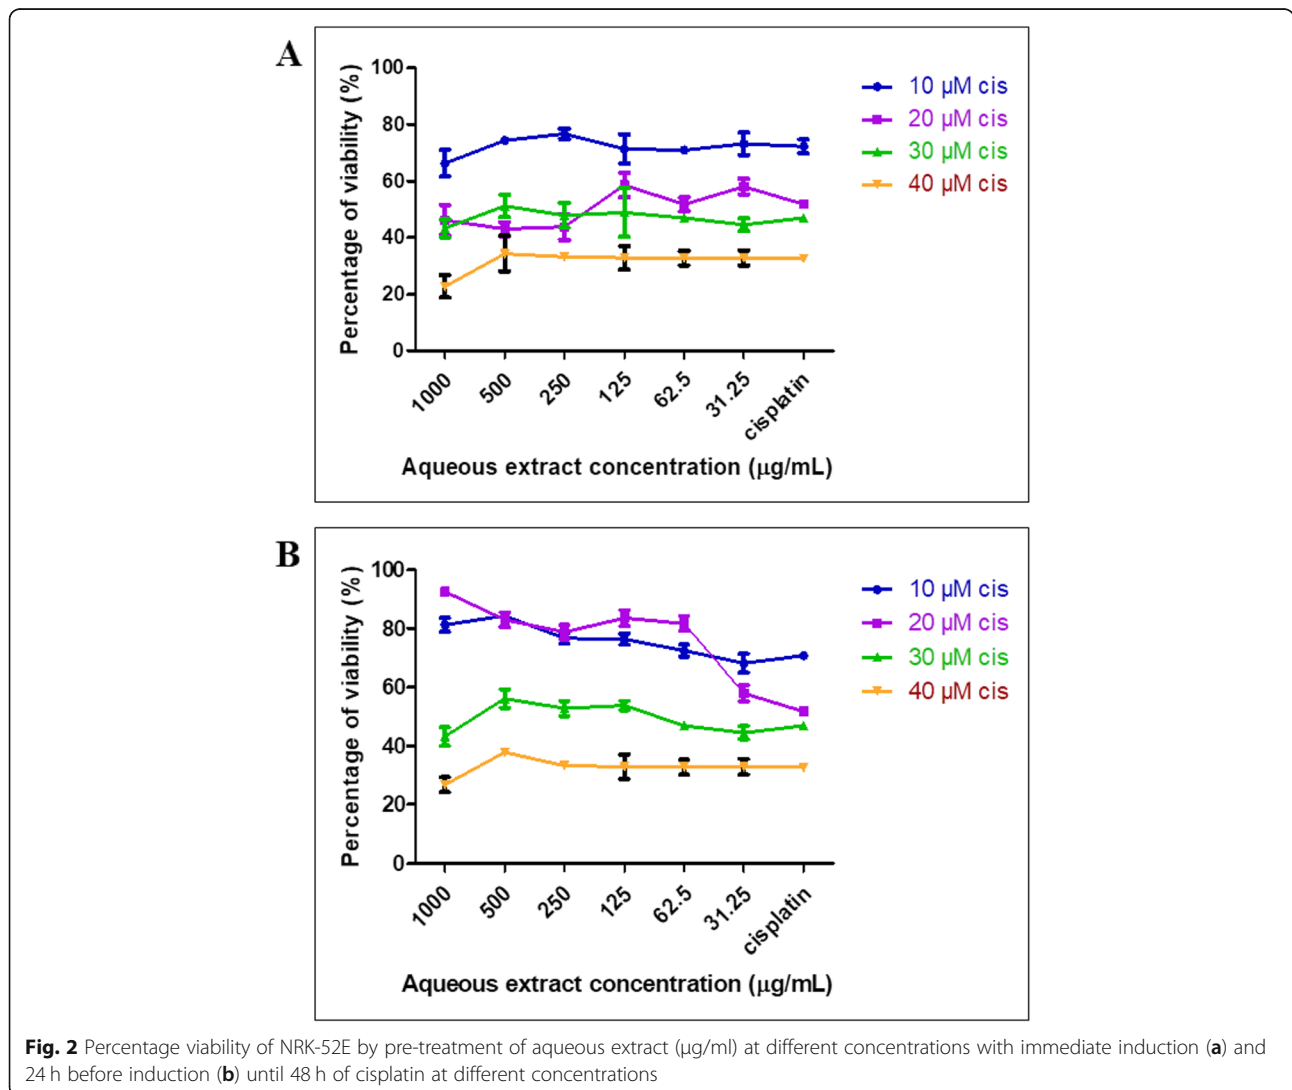 A
Percentage of viability (%)
100
80
60
40
20
0
1000
500
250
125
62.5
31.25
cisplatin
Aqueous extract concentration (µg/mL)
10 µM cis
20 µM cis
30 µM cis
40 µM cis
B
Percentage of viability (%)
100
80
60
40
20
0
1000
500
250
125
62.5
31.25
cisplatin
Aqueous extract concentration (µg/mL)
10 µM cis
20 µM cis
30 µM cis
40 µM cis
Fig. 2 Percentage viability of NRK-52E by pre-treatment of aqueous extract (µg/ml) at different concentrations with immediate induction (a) and
24 h before induction (b) until 48 h of cisplatin at different concentrations